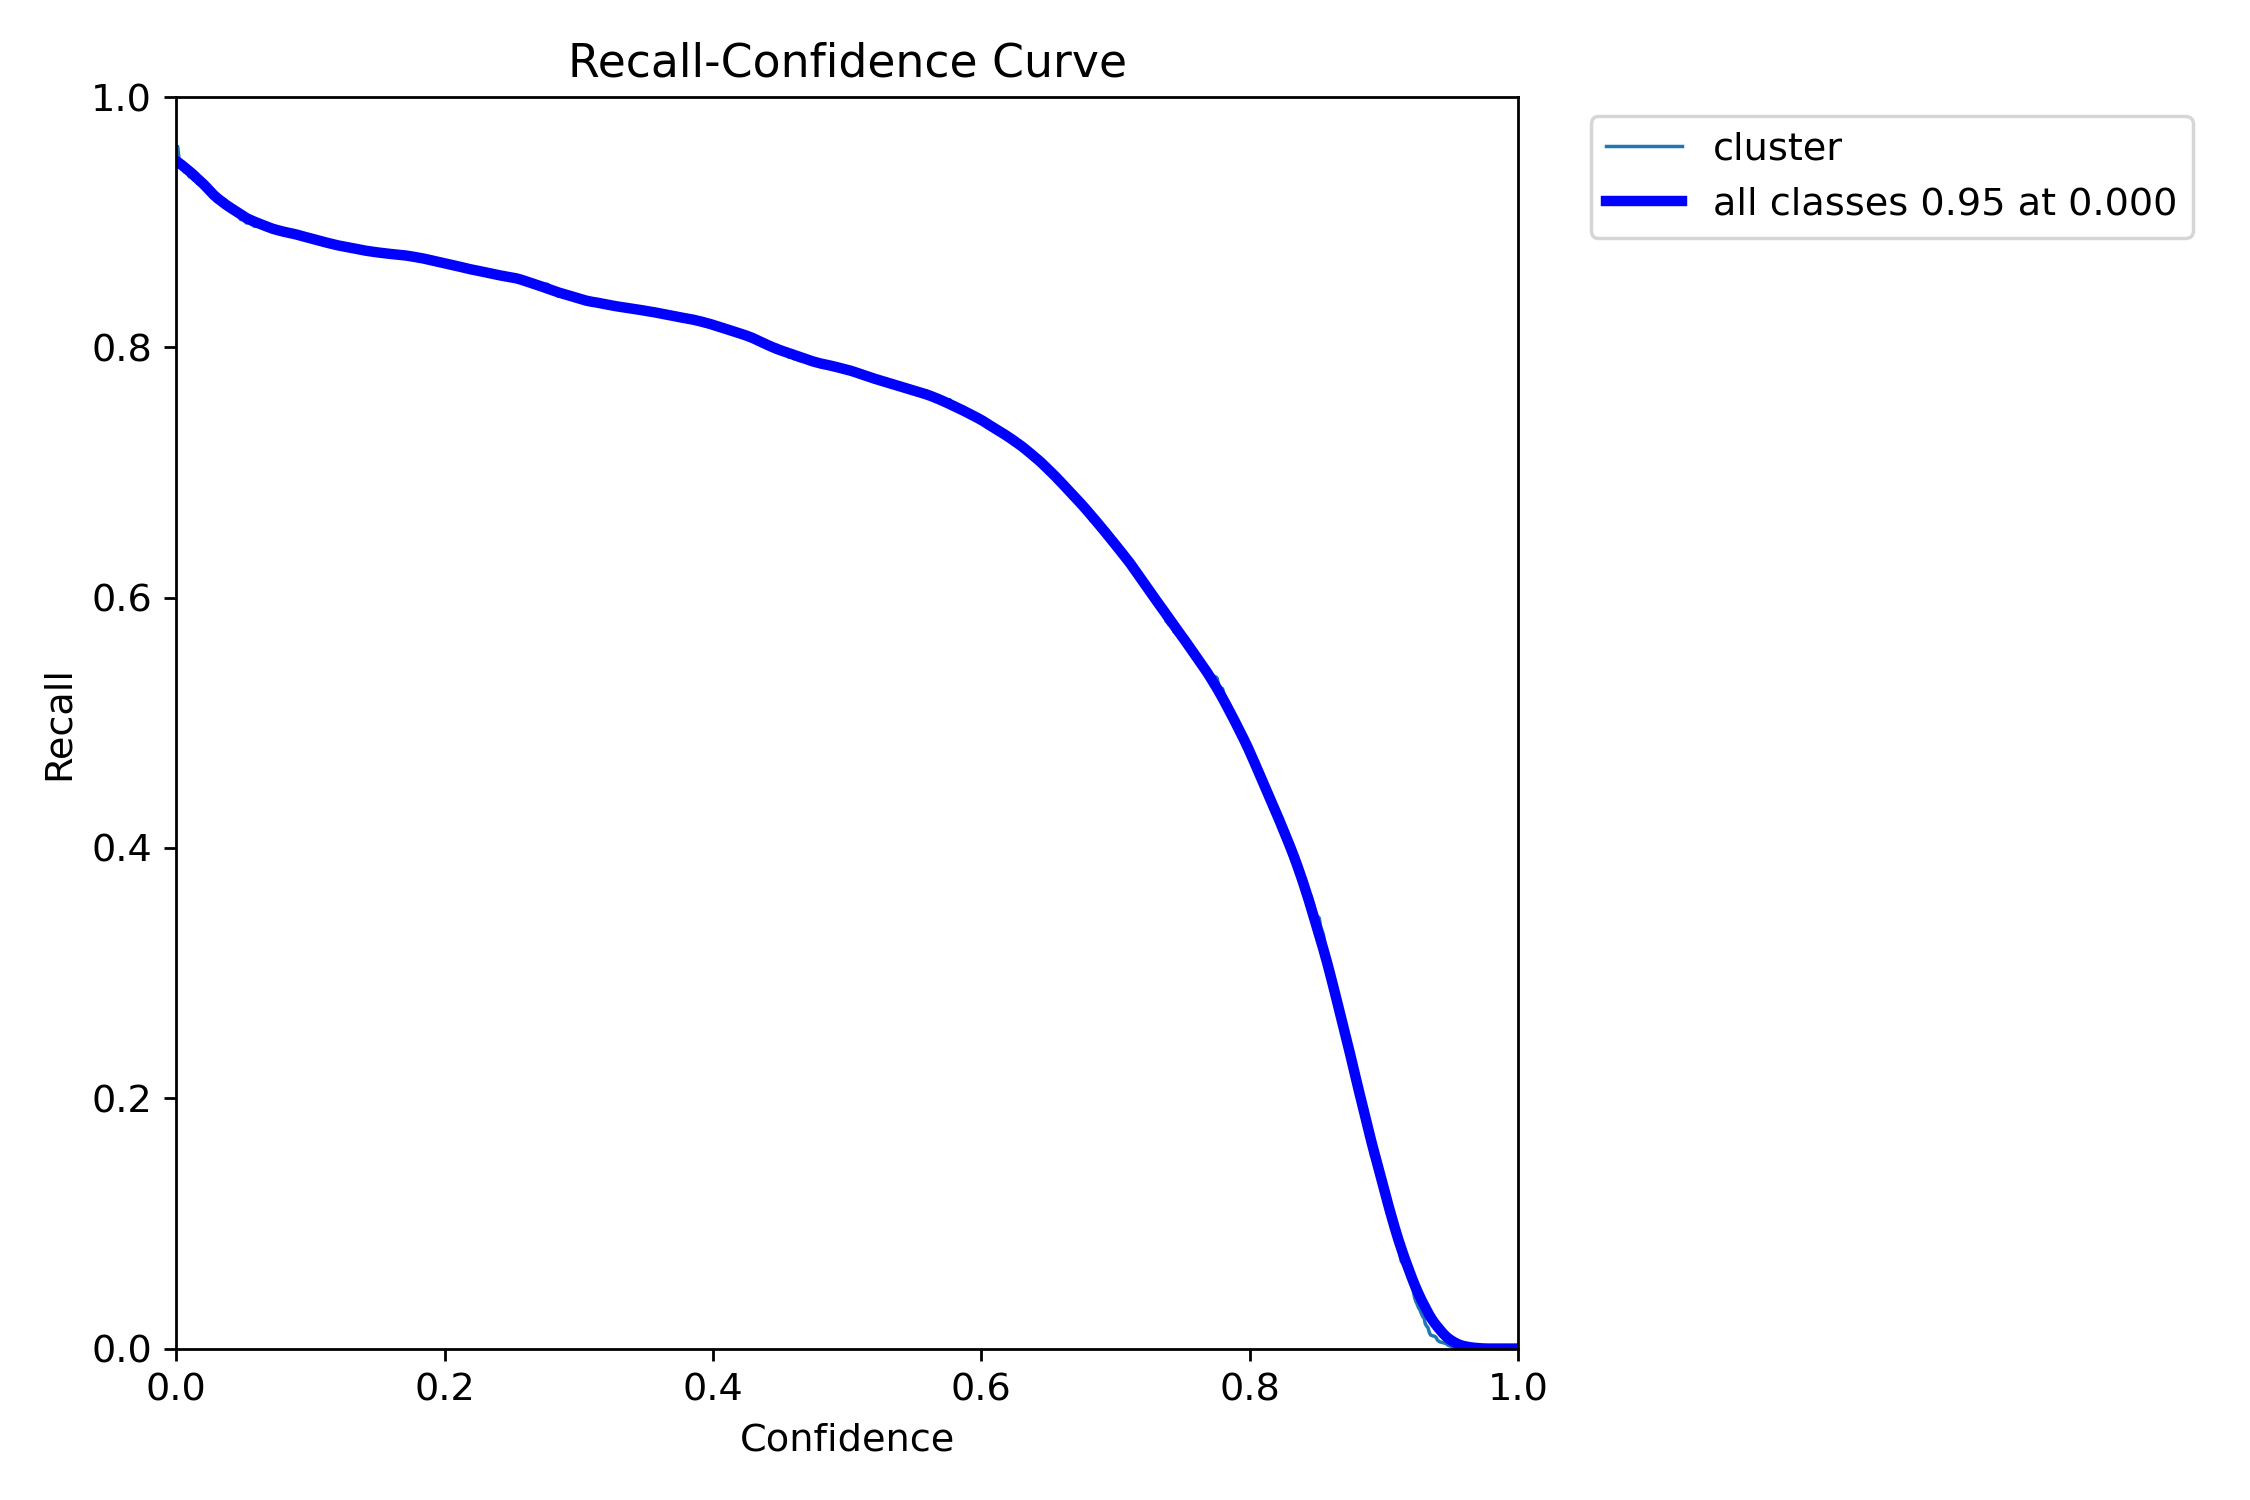 Recall-Confidence Curve
1.0
0.8
0.6
0.4
0.2
0.0
Recall
0.0 0.2 0.4 0.6 0.8 1.0
Confidence
cluster
all classes 0.95 at 0.000